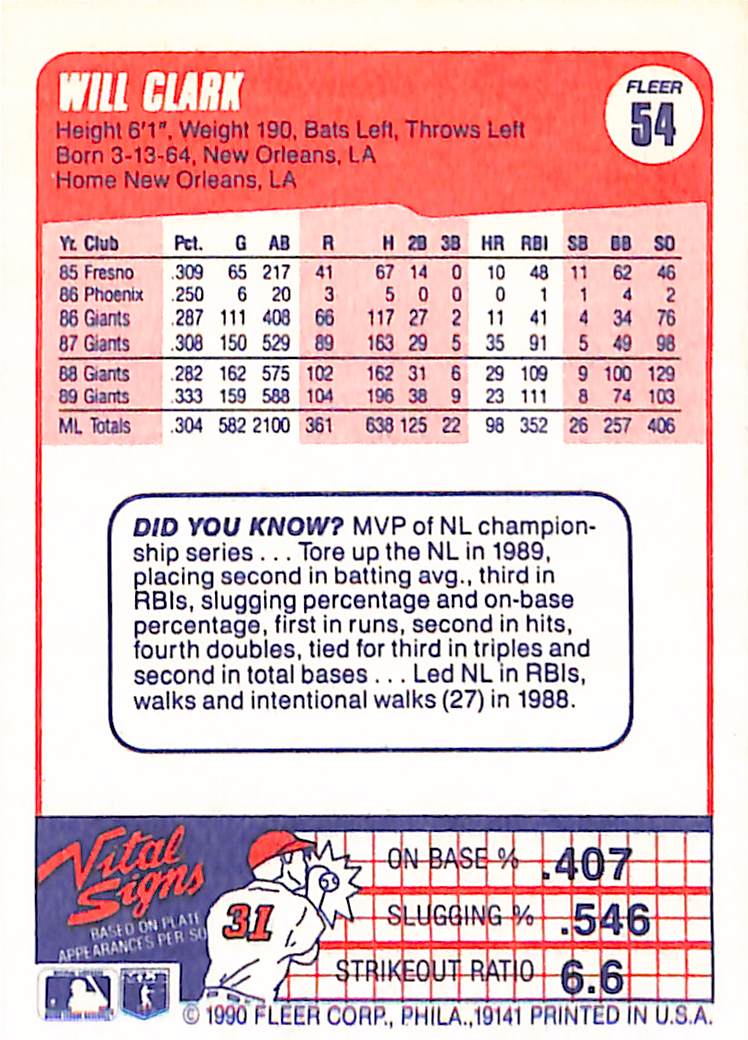 WILL CLARK
FLEER
54
Height 6'1", Weight 190, Bats Left, Throws Left
Born 3-13-64, New Orleans, LA
Home New Orleans, LA
Yr. Club Pct. G AB R H 2B 3B HR RBI SB BB SO
85 Fresno .309 65 217 41 67 14 0 10 48 11 62 46
86 Phoenix .250 6 20 3 5 0 0 0 1 1 4 2
86 Giants .287 111 408 66 117 27 2 11 41 4 34 76
87 Giants .308 150 529 89 163 29 5 35 91 5 49 98
88 Giants .282 162 575 102 162 31 6 29 109 9 100 129
89 Giants .333 159 588 104 196 38 9 23 111 8 74 103
ML Totals .304 582 2100 361 638 125 22 98 352 26 257 406
DID YOU KNOW? MVP of NL champion-
ship series . . . Tore up the NL in 1989,
placing second in batting avg., third in
RBIs, slugging percentage and on-base
percentage, first in runs, second in hits,
fourth doubles, tied for third in triples and
second in total bases . . . Led NL in RBIs,
walks and intentional walks (27) in 1988.
Vital
Signs
BASED ON PLATE
APPEARANCES PER SO
31
ON BASE % .407
SLUGGING % .546
STRIKEOUT RATIO 6.6
© 1990 FLEER CORP., PHILA., 19141 PRINTED IN U.S.A.